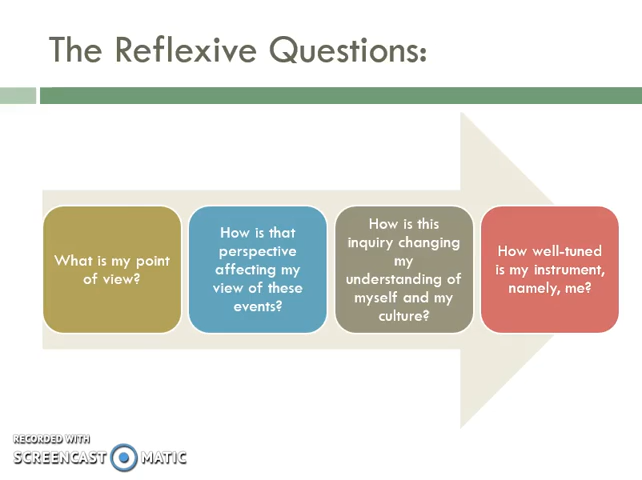 The Reflexive Questions:
What is my point
of view?
How is that
perspective
affecting my
view of these
events?
How is this
inquiry changing
my
understanding of
myself and my
culture?
How well-tuned
is my instrument,
namely, me?
RECORDED WITH
SCREENCAST MATIC